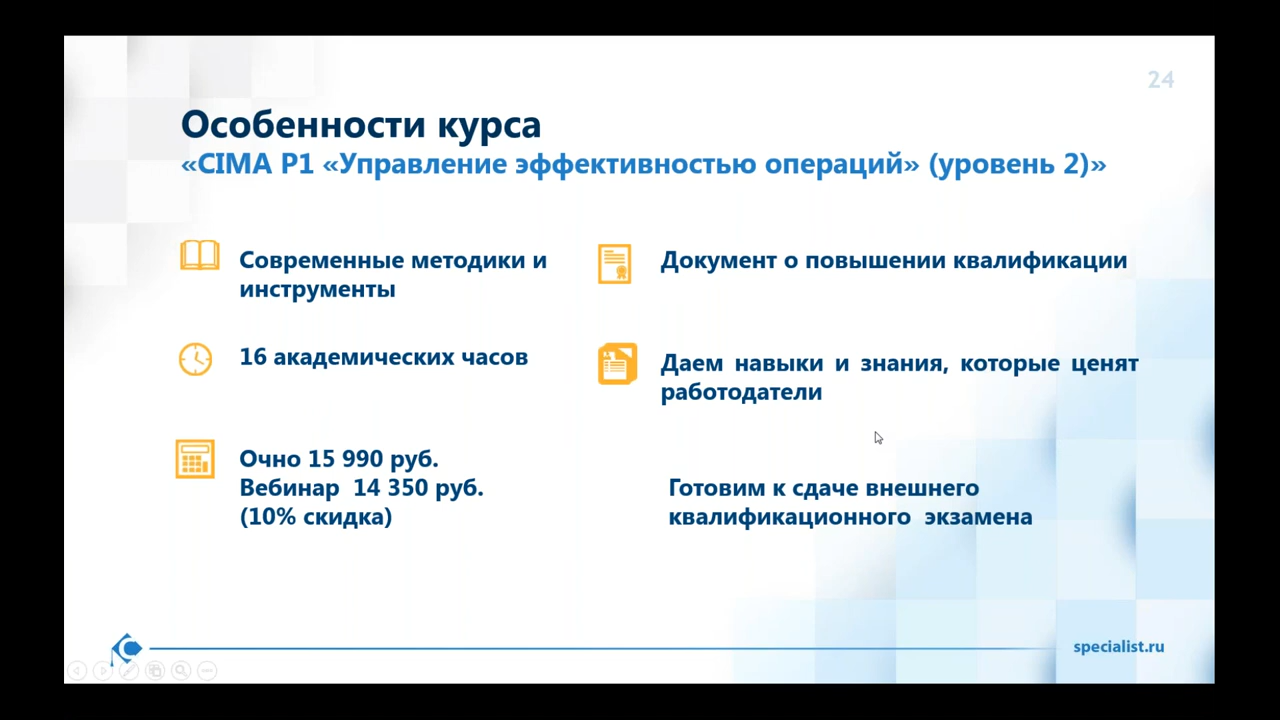 24
Особенности курса
«CIMA P1 «Управление эффективностью операций» (уровень 2)»
Современные методики и
инструменты
16 академических часов
Очно 15 990 руб.
Вебинар 14 350 руб.
(10% скидка)
Документ о повышении квалификации
Даем навыки и знания, которые ценят
работодатели
Готовим к сдаче внешнего
квалификационного экзамена
specialist.ru